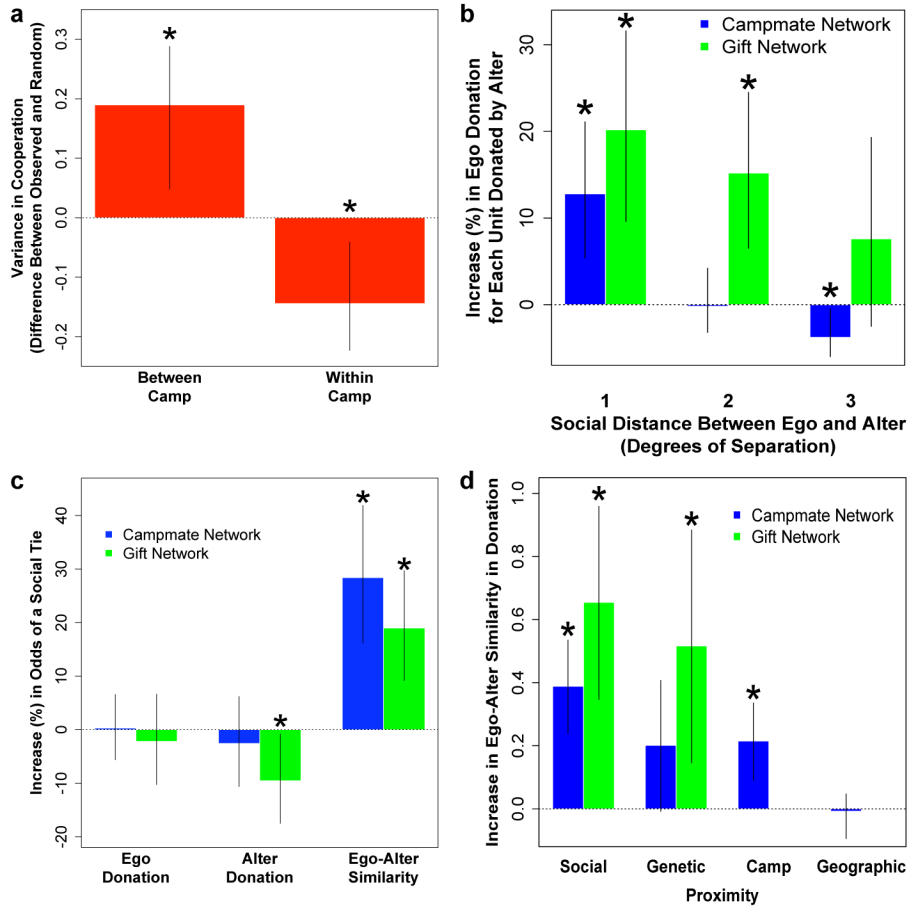 a
Variance in Cooperation
(Difference Between Observed and Random)
0.3
0.2
0.1
0.0
-0.1
-0.2
*
*
Between
Camp
Within
Camp
b
Increase (%) in Ego Donation
for Each Unit Donated by Alter
30
20
10
0
Campmate Network
Gift Network
*
*
*
*
1
2
3
Social Distance Between Ego and Alter
(Degrees of Separation)
c
Increase (%) in Odds of a Social Tie
40
30
20
10
0
-10
-20
Campmate Network
Gift Network
*
*
*
Ego
Donation
Alter
Donation
Ego-Alter
Similarity
d
Increase in Ego-Alter Similarity in Donation
1.0
0.8
0.6
0.4
0.2
0.0
Campmate Network
Gift Network
*
*
*
*
Social
Genetic
Camp
Geographic
Proximity